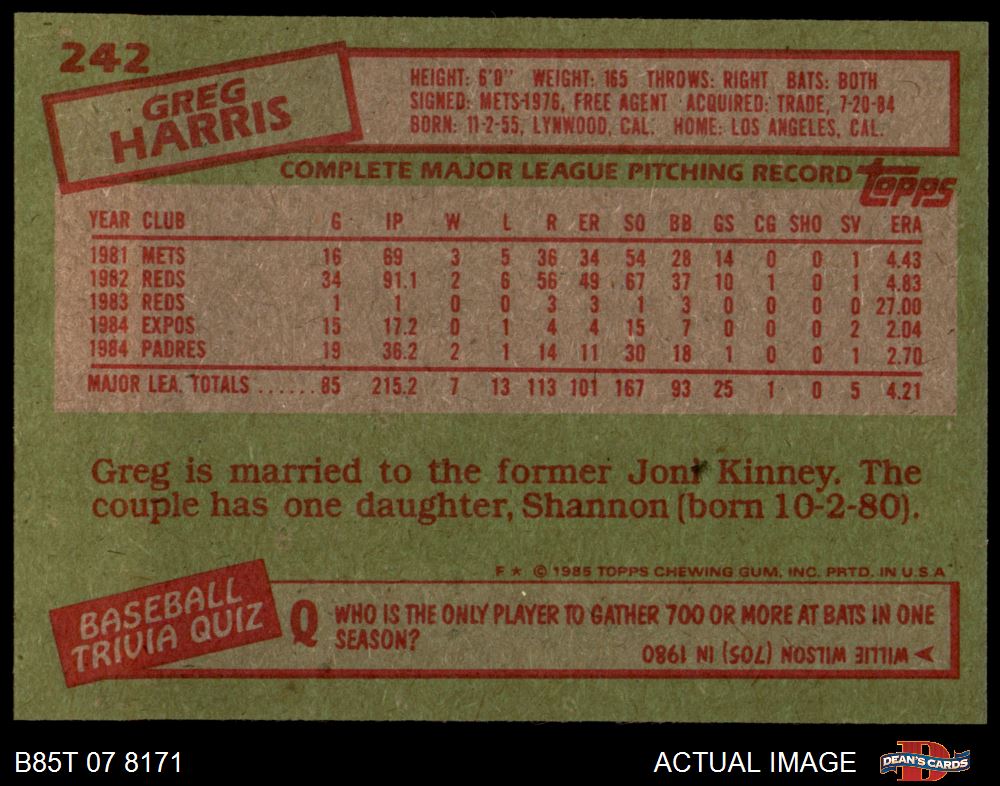 242
GREG
HARRIS
HEIGHT: 6'0" WEIGHT: 165 THROWS: RIGHT BATS: BOTH
SIGNED: METS-1976, FREE AGENT ACQUIRED: TRADE, 7-20-84
BORN: 11-2-55, LYNWOOD, CAL. HOME: LOS ANGELES, CAL.
COMPLETE MAJOR LEAGUE PITCHING RECORD topps
YEAR CLUB G IP W L R ER SO BB GS CG SHO SV ERA
1981 METS 16 69 3 5 36 34 54 28 14 0 0 1 4.43
1982 REDS 34 91.1 2 6 56 49 67 37 10 1 0 1 4.83
1983 REDS 1 1 0 0 3 3 1 3 0 0 0 0 27.00
1984 EXPOS 15 17.2 0 1 4 4 15 7 0 0 0 2 2.04
1984 PADRES 19 36.2 2 1 14 11 30 18 1 0 0 1 2.70
MAJOR LEA. TOTALS ...... 85 215.2 7 13 113 101 167 93 25 1 0 5 4.21
Greg is married to the former Joni Kinney. The
couple has one daughter, Shannon (born 10-2-80).
F * © 1985 TOPPS CHEWING GUM, INC. PRTD. IN U.S.A
BASEBALL
TRIVIA QUIZ
Q WHO IS THE ONLY PLAYER TO GATHER 700 OR MORE AT BATS IN ONE
SEASON?
WILLIE WILSON (705) IN 1980
B85T 07 8171 ACTUAL IMAGE D DEAN'S CARDS